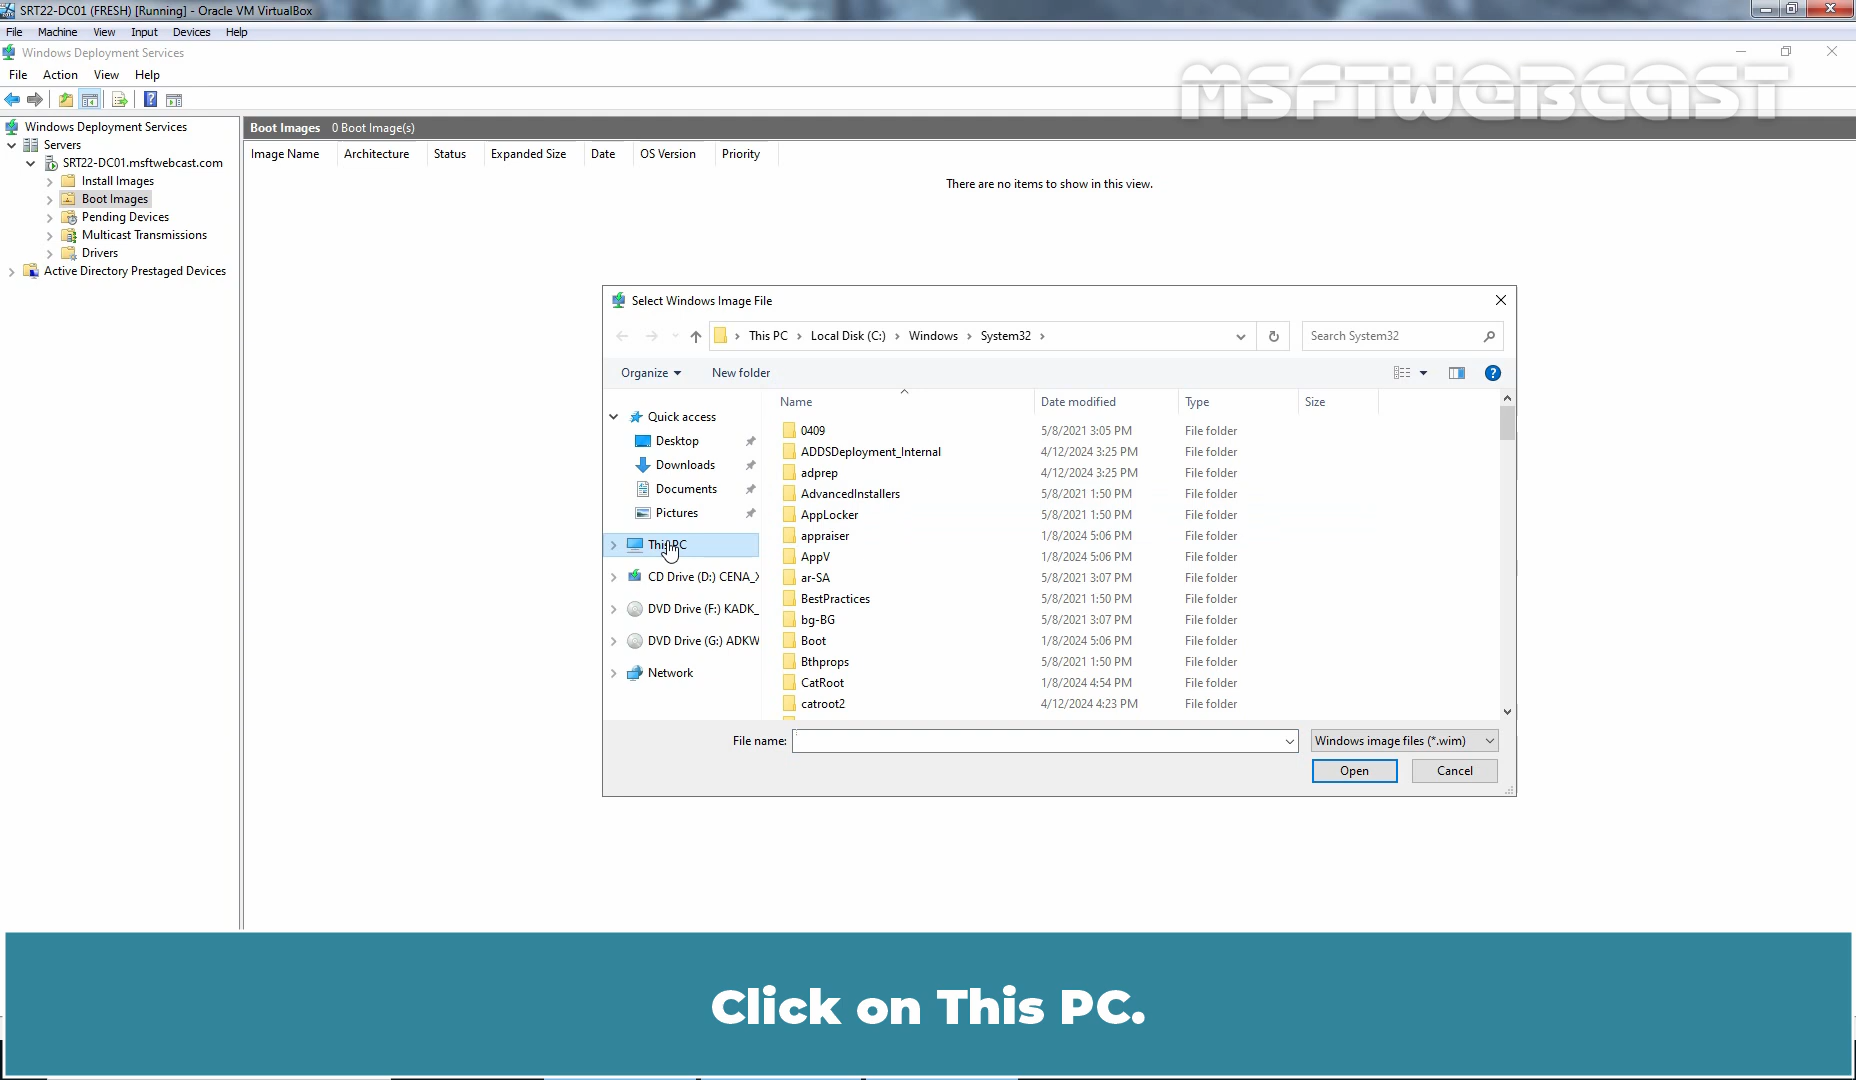 SRT22-DC01 (FRESH) [Running] - Oracle VM VirtualBox
File Machine View Input Devices Help
Windows Deployment Services
File Action View Help
MSFTWEBCAST
Windows Deployment Services
Servers
SRT22-DC01.msftwebcast.com
Install Images
Boot Images
Pending Devices
Multicast Transmissions
Drivers
Active Directory Prestaged Devices
Boot Images 0 Boot Image(s)
Image Name Architecture Status Expanded Size Date OS Version Priority
There are no items to show in this view.
Select Windows Image File
This PC Local Disk (C:) Windows System32
Search System32
Organize New folder
Quick access
Desktop
Downloads
Documents
Pictures
This PC
CD Drive (D:) CENA_X
DVD Drive (F:) KADK_
DVD Drive (G:) ADKW
Network
Name Date modified Type Size
0409 5/8/2021 3:05 PM File folder
ADDSDeployment_Internal 4/12/2024 3:25 PM File folder
adprep 4/12/2024 3:25 PM File folder
AdvancedInstallers 5/8/2021 1:50 PM File folder
AppLocker 5/8/2021 1:50 PM File folder
appraiser 1/8/2024 5:06 PM File folder
AppV 1/8/2024 5:06 PM File folder
ar-SA 5/8/2021 3:07 PM File folder
BestPractices 5/8/2021 1:50 PM File folder
bg-BG 5/8/2021 3:07 PM File folder
Boot 1/8/2024 5:06 PM File folder
Bthprops 5/8/2021 1:50 PM File folder
CatRoot 1/8/2024 4:54 PM File folder
catroot2 4/12/2024 4:23 PM File folder
File name:
Windows image files (*.wim)
Open Cancel
Click on This PC.